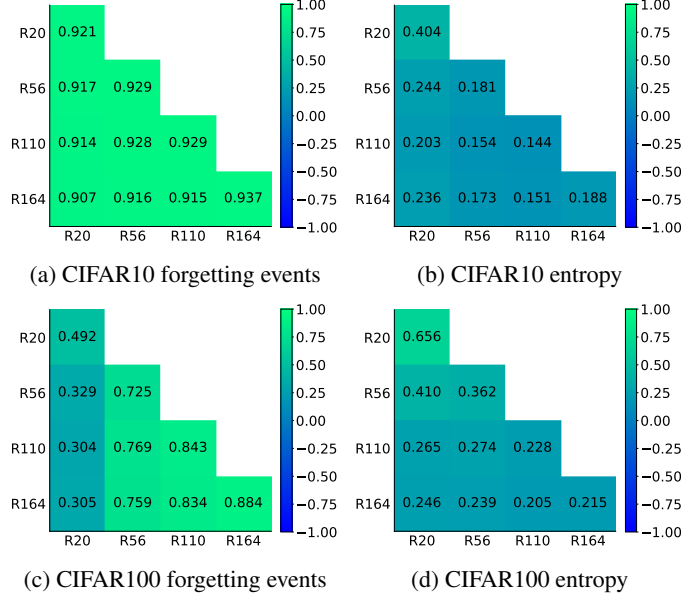 R20 0.921
R56 0.917 0.929
R110 0.914 0.928 0.929
R164 0.907 0.916 0.915 0.937
R20 R56 R110 R164
1.00
0.75
0.50
0.25
0.00
−0.25
−0.50
−0.75
−1.00
(a) CIFAR10 forgetting events
R20 0.404
R56 0.244 0.181
R110 0.203 0.154 0.144
R164 0.236 0.173 0.151 0.188
R20 R56 R110 R164
1.00
0.75
0.50
0.25
0.00
−0.25
−0.50
−0.75
−1.00
(b) CIFAR10 entropy
R20 0.492
R56 0.329 0.725
R110 0.304 0.769 0.843
R164 0.305 0.759 0.834 0.884
R20 R56 R110 R164
1.00
0.75
0.50
0.25
0.00
−0.25
−0.50
−0.75
−1.00
(c) CIFAR100 forgetting events
R20 0.656
R56 0.410 0.362
R110 0.265 0.274 0.228
R164 0.246 0.239 0.205 0.215
R20 R56 R110 R164
1.00
0.75
0.50
0.25
0.00
−0.25
−0.50
−0.75
−1.00
(d) CIFAR100 entropy